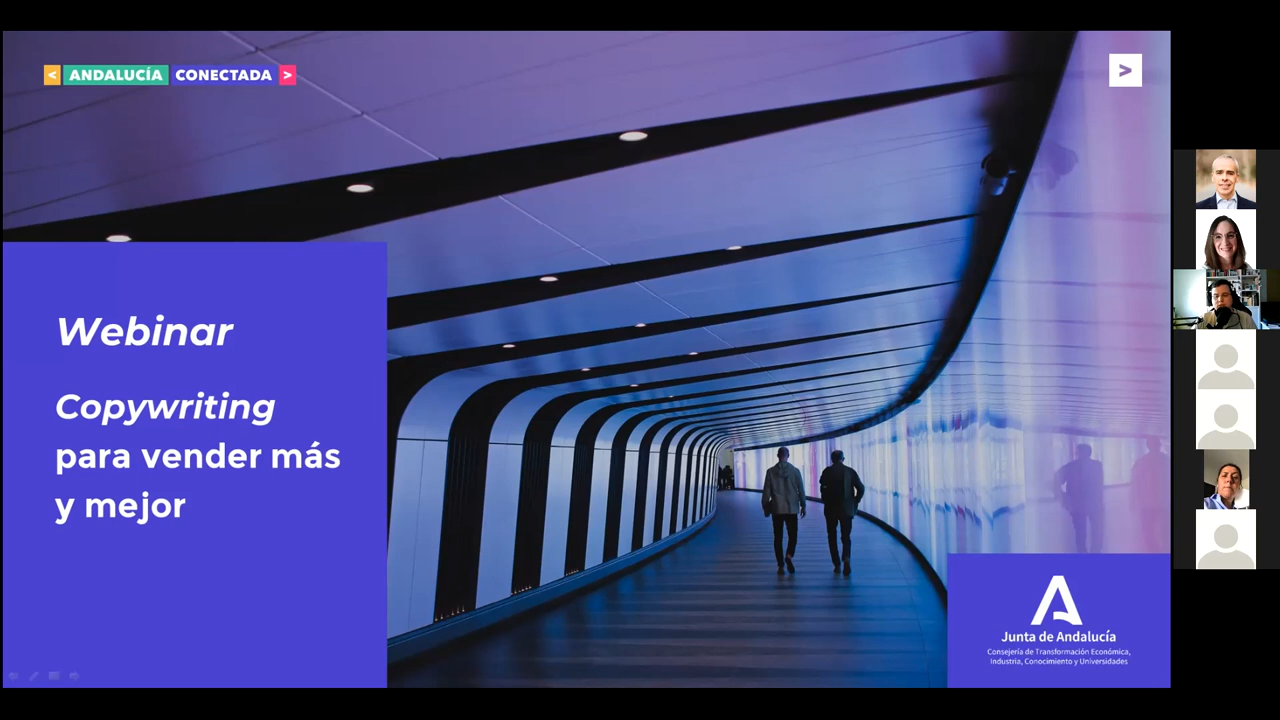 < ANDALUCÍA CONECTADA >
>
Webinar
Copywriting
para vender más
y mejor
Junta de Andalucía
Consejería de Transformación Económica,
Industria, Conocimiento y Universidades